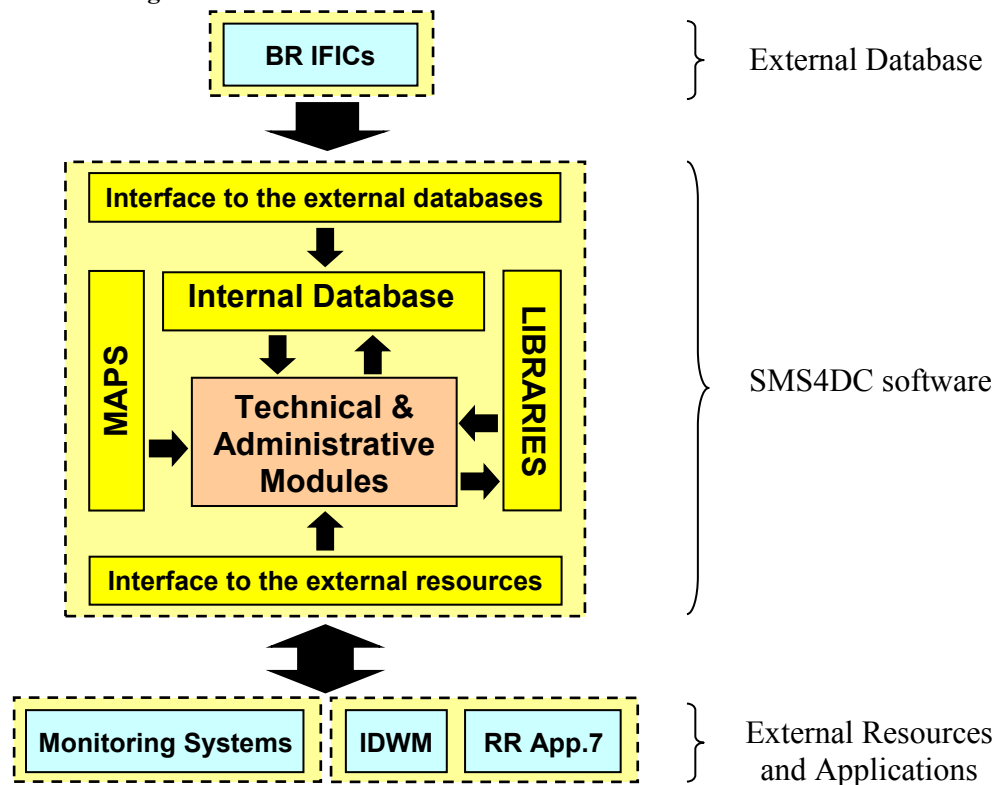 BR IFICs
External Database
Interface to the external databases
Internal Database
MAPS
LIBRARIES
Technical &
Administrative
Modules
SMS4DC software
Interface to the external resources
Monitoring Systems
IDWM
RR App.7
External Resources
and Applications